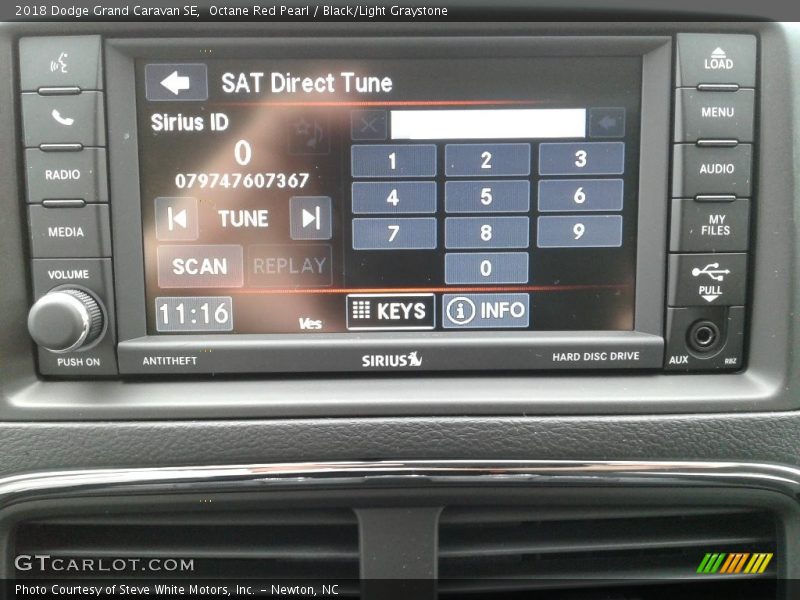 2018 Dodge Grand Caravan SE, Octane Red Pearl / Black/Light Graystone
LOAD
SAT Direct Tune
MENU
Sirius ID
0
079747607367
1 2 3
RADIO
AUDIO
4 5 6
TUNE
MEDIA
MY FILES
7 8 9
SCAN REPLAY
0
VOLUME
PULL
11:16
Ves
KEYS
INFO
PUSH ON
ANTITHEFT
SIRIUS
HARD DISC DRIVE
AUX
RBZ
GTCARLOT.COM
Photo Courtesy of Steve White Motors, Inc. – Newton, NC